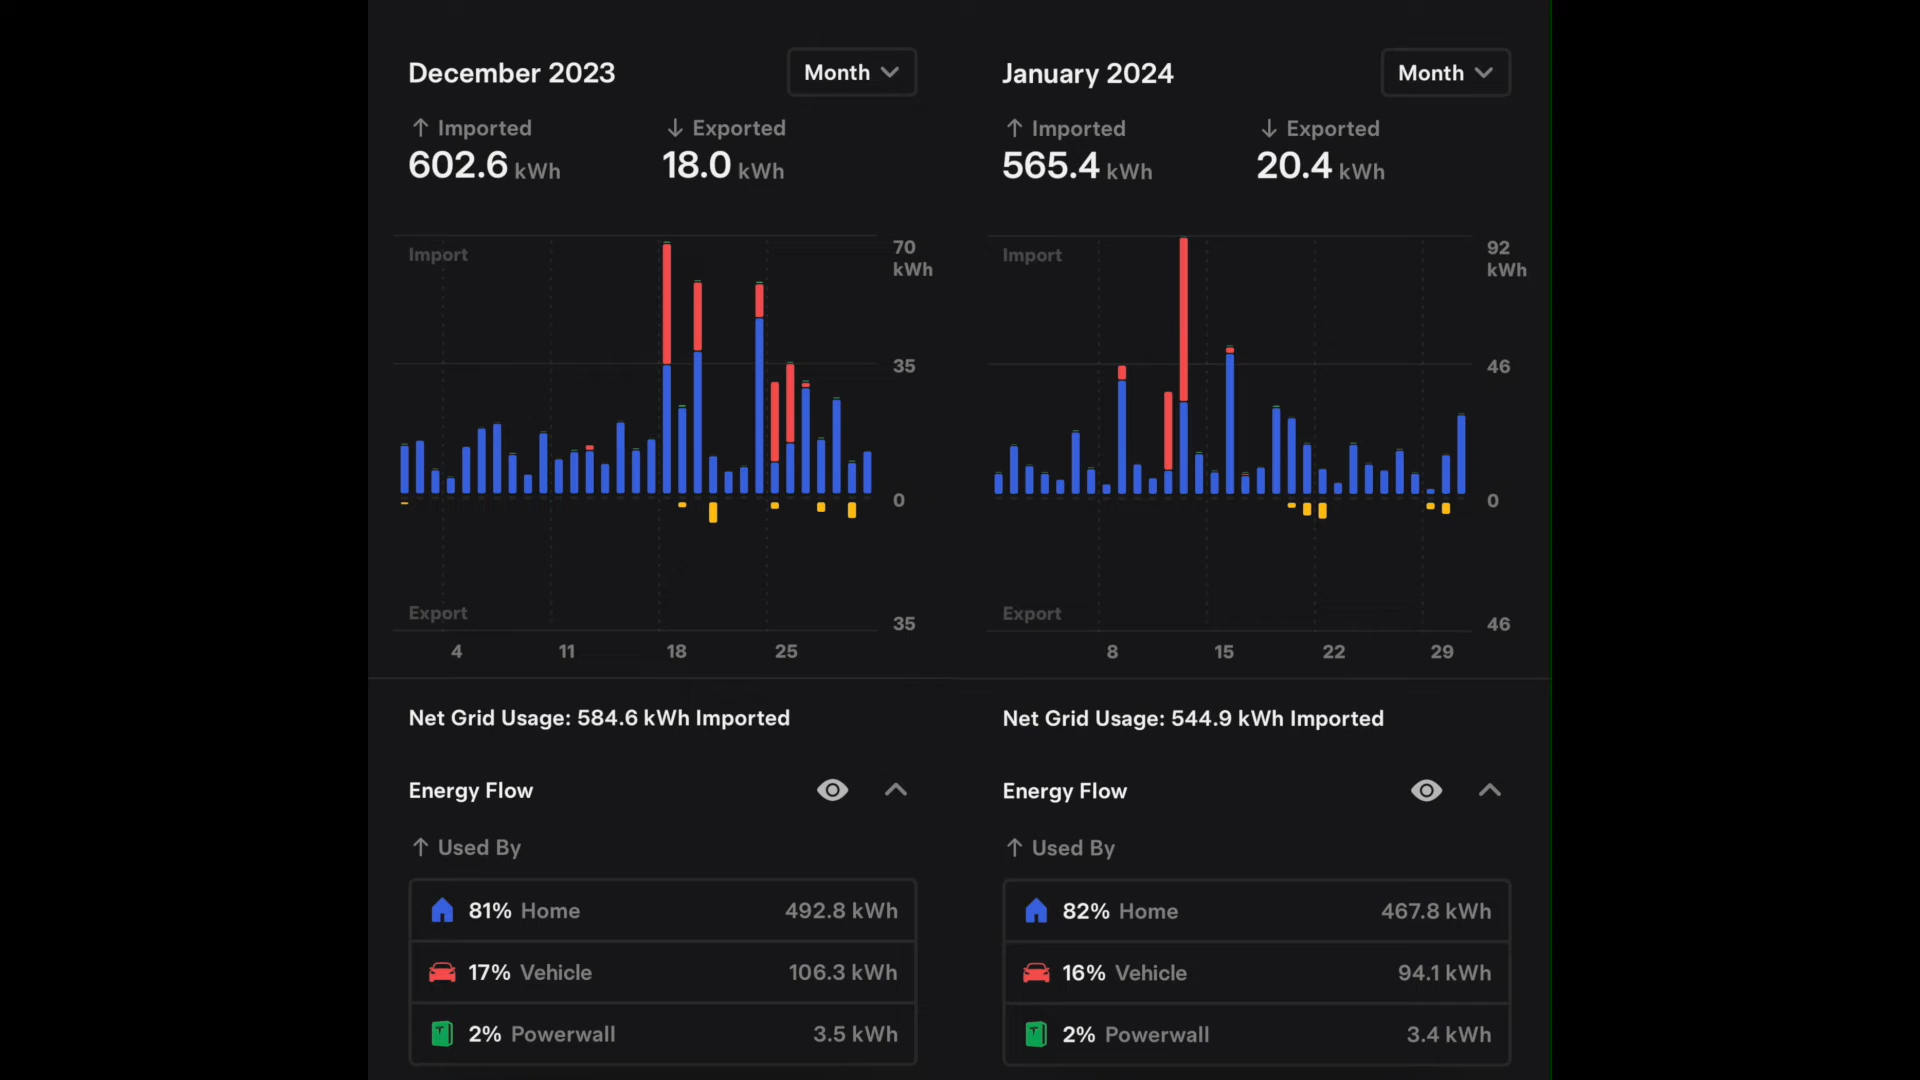 December 2023
Month
Imported
Exported
602.6 kWh
18.0 kWh
Import
70
kWh
35
0
Export
35
4
11
18
25
Net Grid Usage: 584.6 kWh Imported
Energy Flow
Used By
81% Home
492.8 kWh
17% Vehicle
106.3 kWh
2% Powerwall
3.5 kWh
January 2024
Month
Imported
Exported
565.4 kWh
20.4 kWh
Import
92
kWh
46
0
Export
46
8
15
22
29
Net Grid Usage: 544.9 kWh Imported
Energy Flow
Used By
82% Home
467.8 kWh
16% Vehicle
94.1 kWh
2% Powerwall
3.4 kWh